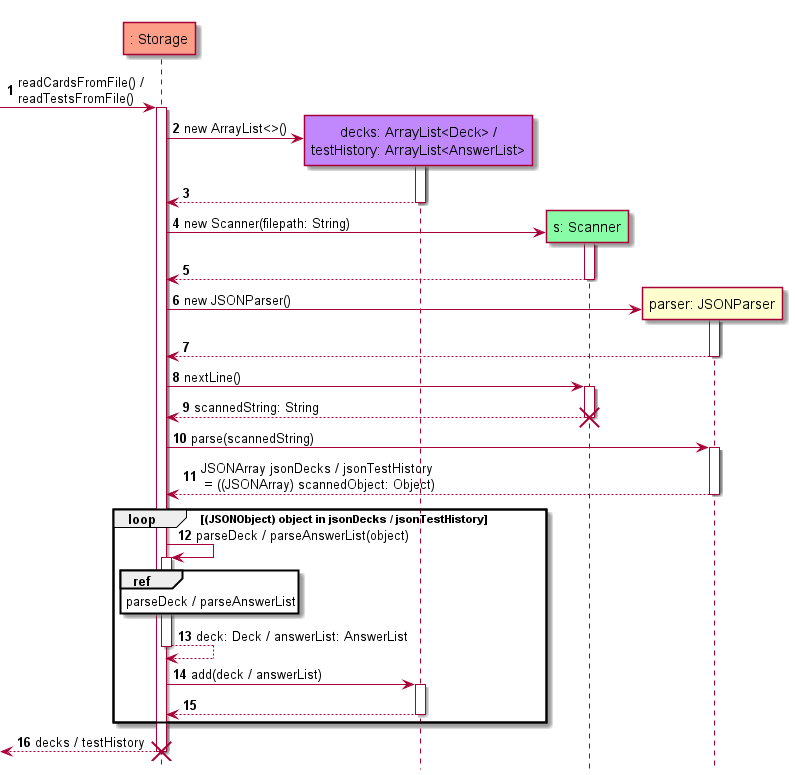 : Storage
1 readCardsFromFile() /
readTestsFromFile()
2 new ArrayList<>()
decks: ArrayList<Deck> /
testHistory: ArrayList<AnswerList>
3
4 new Scanner(filepath: String)
s: Scanner
5
6 new JSONParser()
parser: JSONParser
7
8 nextLine()
9 scannedString: String
10 parse(scannedString)
11 JSONArray jsonDecks / jsonTestHistory
= ((JSONArray) scannedObject: Object)
loop [(JSONObject) object in jsonDecks / jsonTestHistory]
12 parseDeck / parseAnswerList(object)
ref
parseDeck / parseAnswerList
13 deck: Deck / answerList: AnswerList
14 add(deck / answerList)
15
16 decks / testHistory